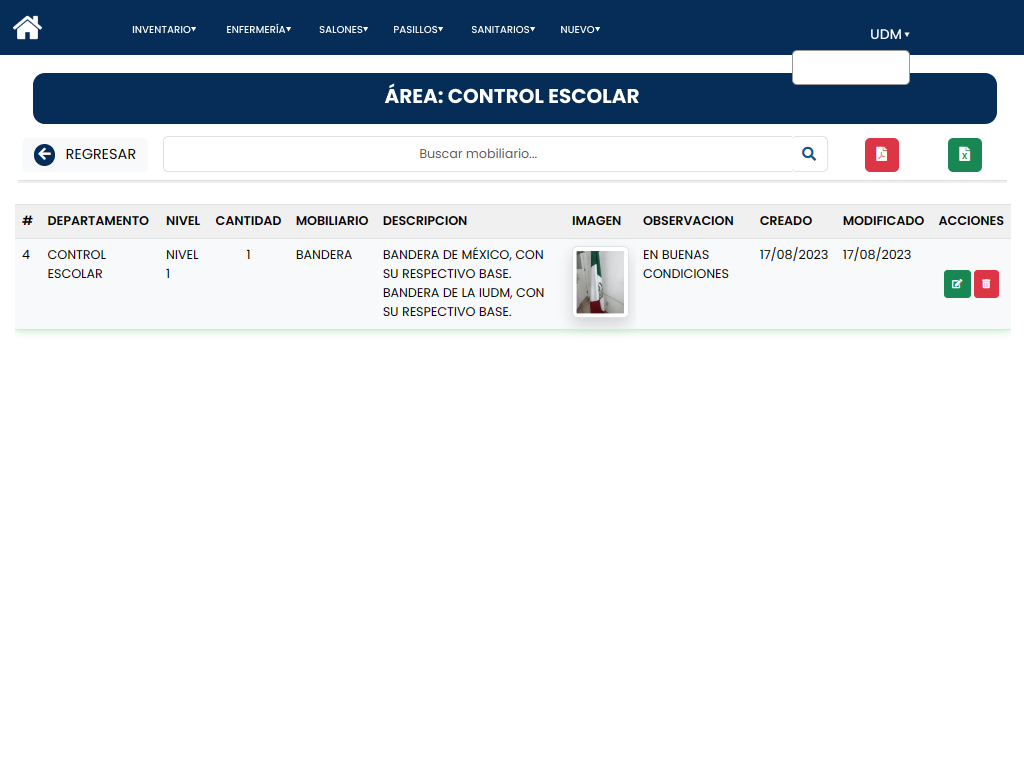 INVENTARIO▾ ENFERMERÍA▾ SALONES▾ PASILLOS▾ SANITARIOS▾ NUEVO▾ UDM ▾
ÁREA: CONTROL ESCOLAR
REGRESAR Buscar mobiliario...
# DEPARTAMENTO NIVEL CANTIDAD MOBILIARIO DESCRIPCION IMAGEN OBSERVACION CREADO MODIFICADO ACCIONES
4 CONTROL NIVEL 1 BANDERA BANDERA DE MÉXICO, CON EN BUENAS 17/08/2023 17/08/2023
ESCOLAR 1 SU RESPECTIVO BASE. CONDICIONES
BANDERA DE LA IUDM, CON
SU RESPECTIVO BASE.